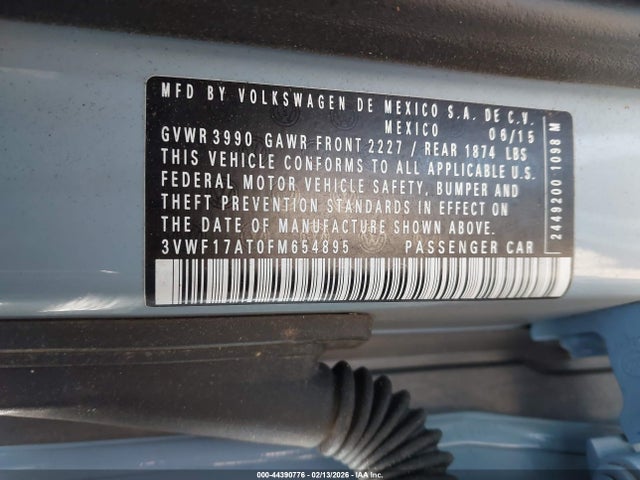 MFD BY VOLKSWAGEN DE MEXICO S.A. DE C.V.
MEXICO 06/15
GVWR 3990 GAWR FRONT 2227 / REAR 1874 LBS
THIS VEHICLE CONFORMS TO ALL APPLICABLE U.S.
FEDERAL MOTOR VEHICLE SAFETY, BUMPER AND
THEFT PREVENTION STANDARDS IN EFFECT ON
THE DATE OF MANUFACTURE SHOWN ABOVE.
3VWF17AT0FM654895 PASSENGER CAR
2449200 1098 M
000-44390776 - 02/13/2026 - IAA Inc.